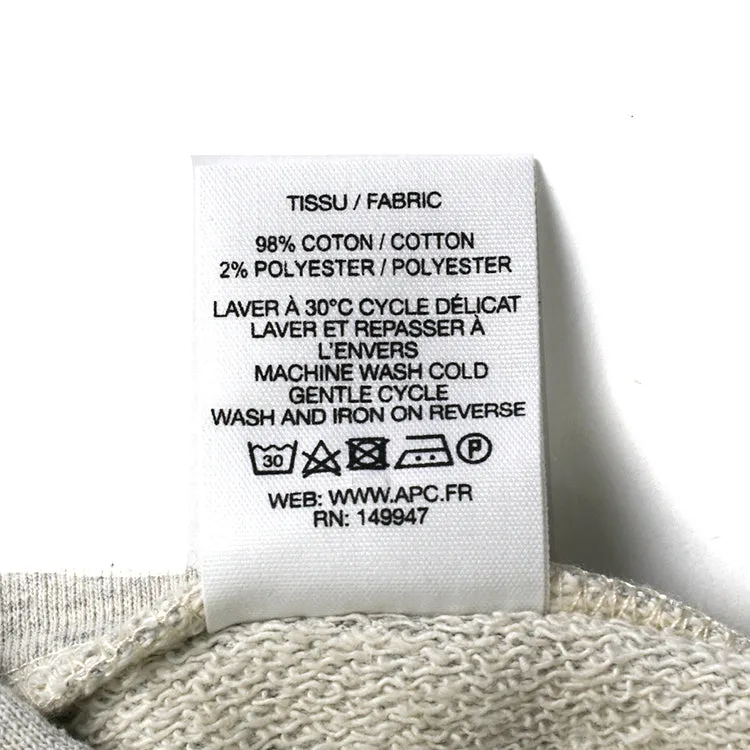 TISSU / FABRIC
98% COTON / COTTON
2% POLYESTER / POLYESTER
LAVER À 30°C CYCLE DÉLICAT
LAVER ET REPASSER À
L'ENVERS
MACHINE WASH COLD
GENTLE CYCLE
WASH AND IRON ON REVERSE
30 P
WEB: WWW.APC.FR
RN: 149947